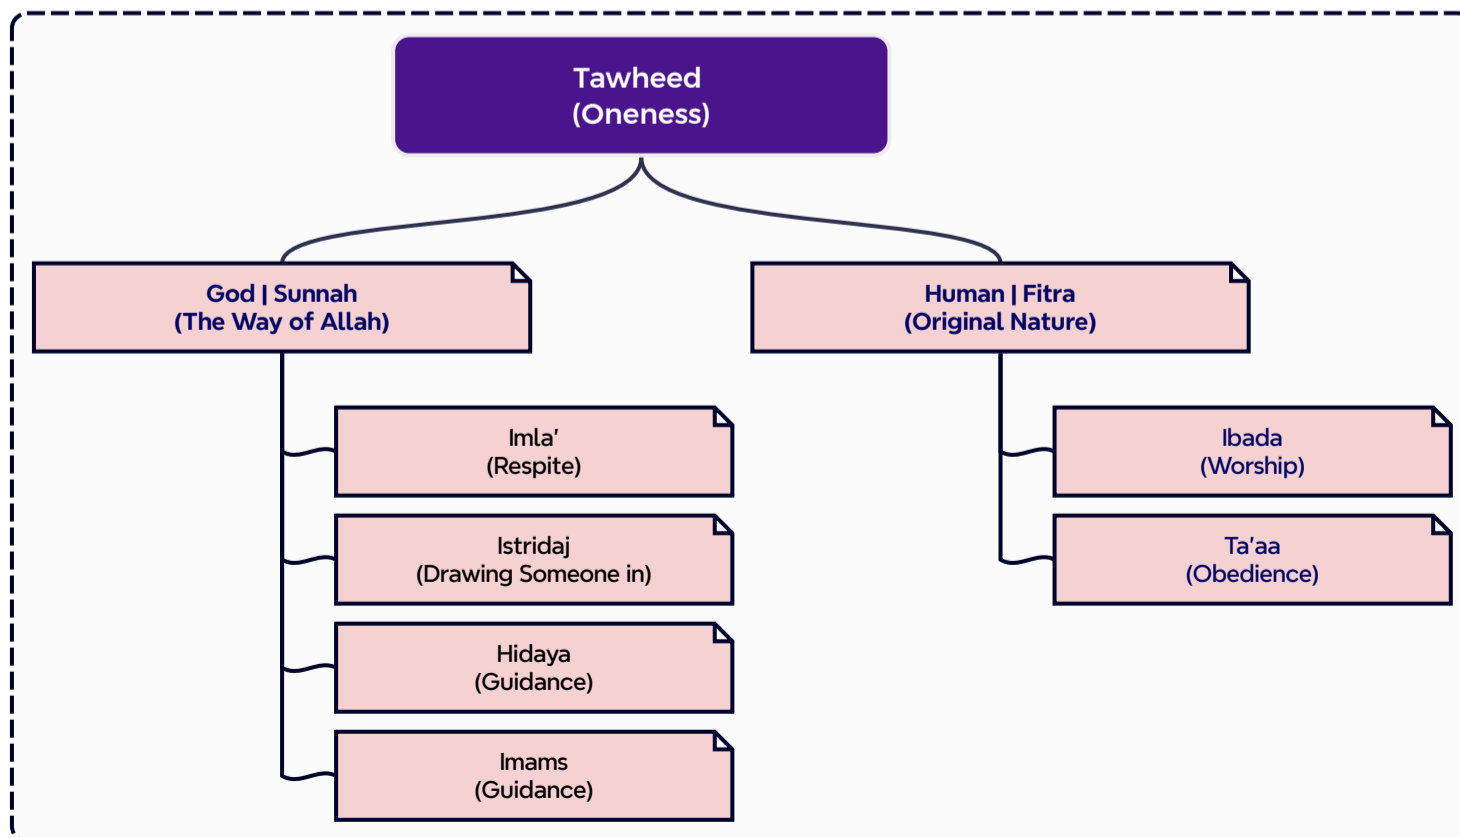 Tawheed
(Oneness)
God | Sunnah
(The Way of Allah)
Human | Fitra
(Original Nature)
Imla'
(Respite)
Istridaj
(Drawing Someone in)
Hidaya
(Guidance)
Imams
(Guidance)
Ibada
(Worship)
Ta'aa
(Obedience)